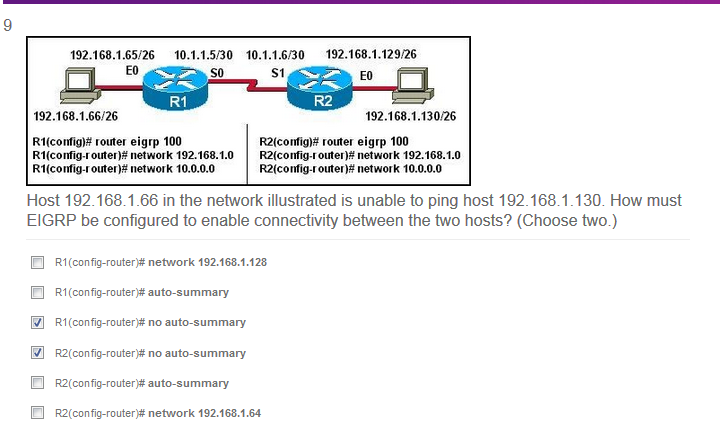 9
192.168.1.65/26 10.1.1.5/30 10.1.1.6/30 192.168.1.129/26
E0 S0 S1 E0
R1 R2
192.168.1.66/26 192.168.1.130/26
R1(config)# router eigrp 100
R1(config-router)# network 192.168.1.0
R1(config-router)# network 10.0.0.0
R2(config)# router eigrp 100
R2(config-router)# network 192.168.1.0
R2(config-router)# network 10.0.0.0
Host 192.168.1.66 in the network illustrated is unable to ping host 192.168.1.130. How must
EIGRP be configured to enable connectivity between the two hosts? (Choose two.)
R1(config-router)# network 192.168.1.128
R1(config-router)# auto-summary
R1(config-router)# no auto-summary
R2(config-router)# no auto-summary
R2(config-router)# auto-summary
R2(config-router)# network 192.168.1.64